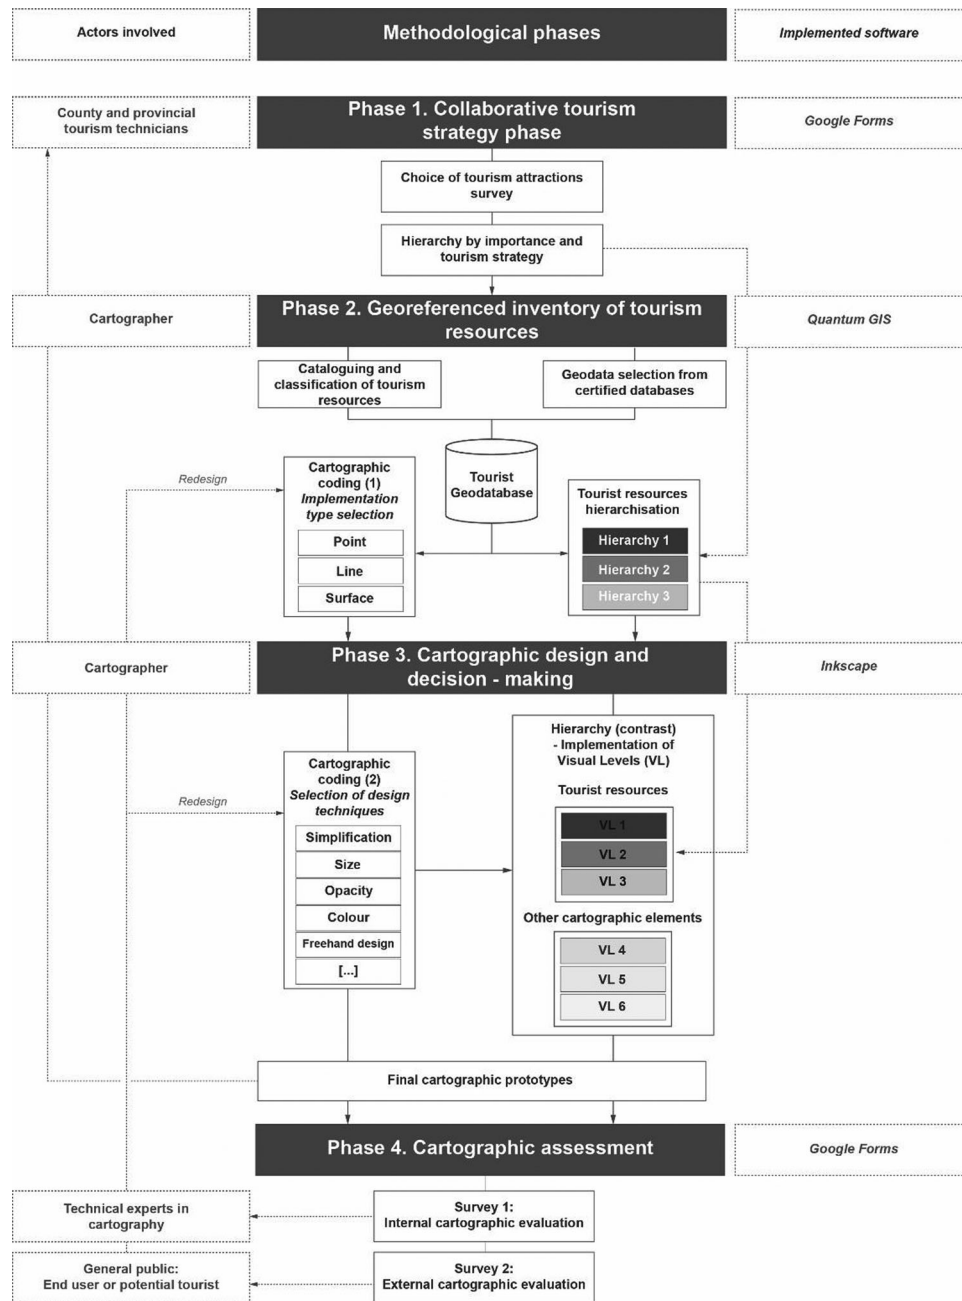 Actors involved
Methodological phases
Implemented software
County and provincial
tourism technicians
Phase 1. Collaborative tourism
strategy phase
Google Forms
Choice of tourism attractions
survey
Hierarchy by importance and
tourism strategy
Cartographer
Phase 2. Georeferenced inventory of tourism
resources
Quantum GIS
Cataloguing and
classification of tourism
resources
Geodata selection from
certified databases
Redesign
Cartographic
coding (1)
Implementation
type selection
Point
Line
Surface
Tourist
Geodatabase
Tourist resources
hierarchisation
Hierarchy 1
Hierarchy 2
Hierarchy 3
Cartographer
Phase 3. Cartographic design and
decision - making
Inkscape
Redesign
Cartographic
coding (2)
Selection of design
techniques
Simplification
Size
Opacity
Colour
Freehand design
[...]
Hierarchy (contrast)
- Implementation of
Visual Levels (VL)
Tourist resources
VL 1
VL 2
VL 3
Other cartographic elements
VL 4
VL 5
VL 6
Final cartographic prototypes
Phase 4. Cartographic assessment
Google Forms
Technical experts in
cartography
Survey 1:
Internal cartographic evaluation
General public:
End user or potential tourist
Survey 2:
External cartographic evaluation